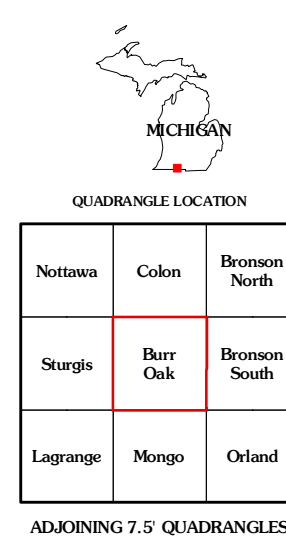 MICHIGAN
QUADRANGLE LOCATION
Nottawa
Colon
Bronson
North
Sturgis
Burr
Oak
Bronson
South
Lagrange
Mongo
Orland
ADJOINING 7.5' QUADRANGLES